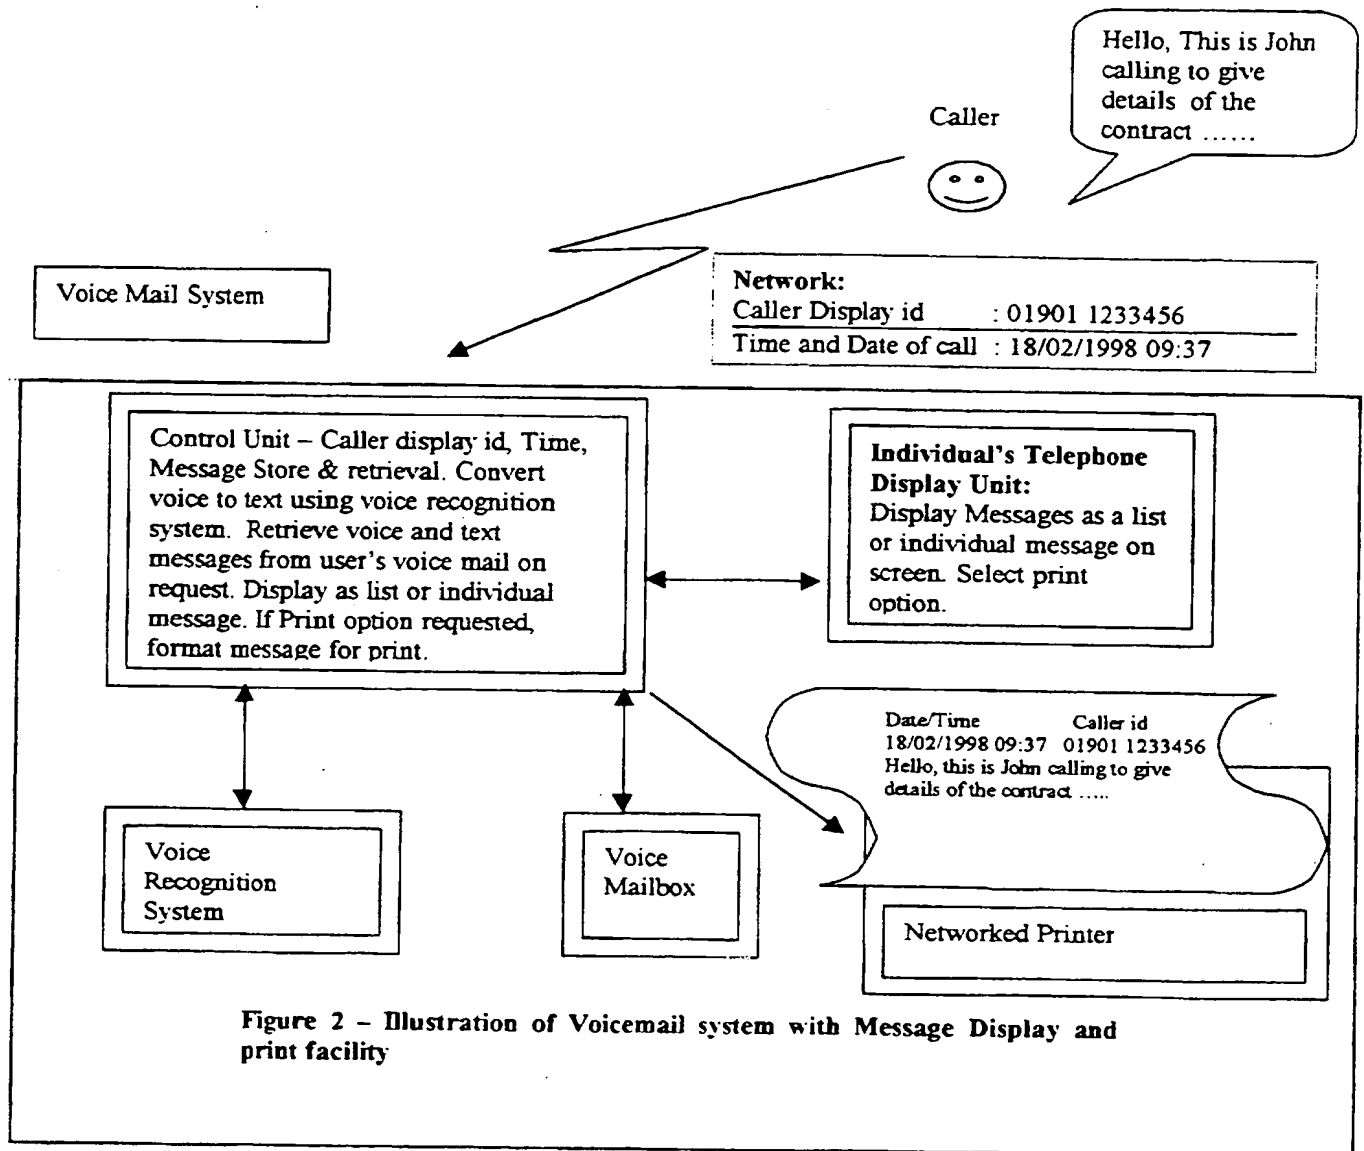 Hello, This is John
calling to give
details of the
contract ......
Caller
Voice Mail System
Network:
Caller Display id : 01901 1233456
Time and Date of call : 18/02/1998 09:37
Control Unit – Caller display id, Time,
Message Store & retrieval. Convert
voice to text using voice recognition
system. Retrieve voice and text
messages from user's voice mail on
request. Display as list or individual
message. If Print option requested,
format message for print.
Individual's Telephone
Display Unit:
Display Messages as a list
or individual message on
screen. Select print
option.
Date/Time Caller id
18/02/1998 09:37 01901 1233456
Hello, this is John calling to give
details of the contract .....
Voice
Recognition
System
Voice
Mailbox
Networked Printer
Figure 2 – Illustration of Voicemail system with Message Display and
print facility